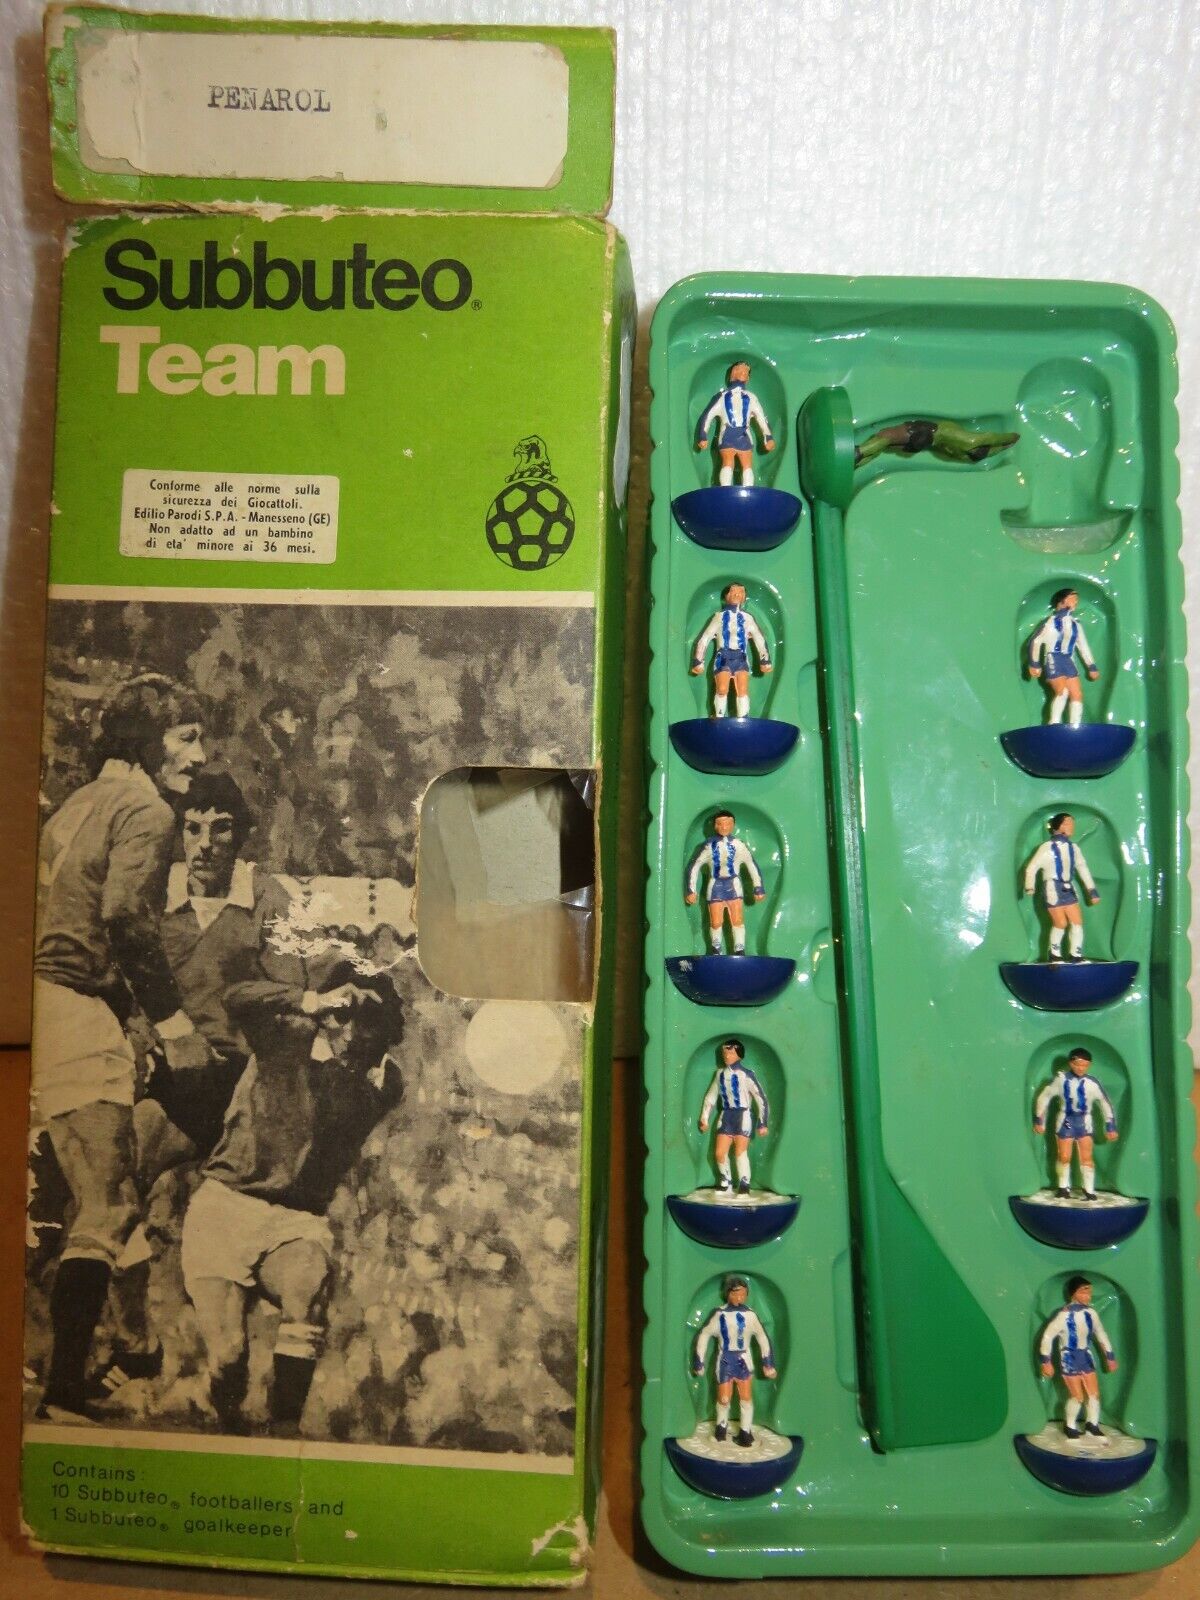 PENAROL
Subbuteo®
Team
Conforme alle norme sulla
sicurezza dei Giocattoli.
Edilio Parodi S.P.A. - Manesseno (GE)
Non adatto ad un bambino
di eta' minore ai 36 mesi.
Contains:
10 Subbuteo® footballers and
1 Subbuteo® goalkeeper